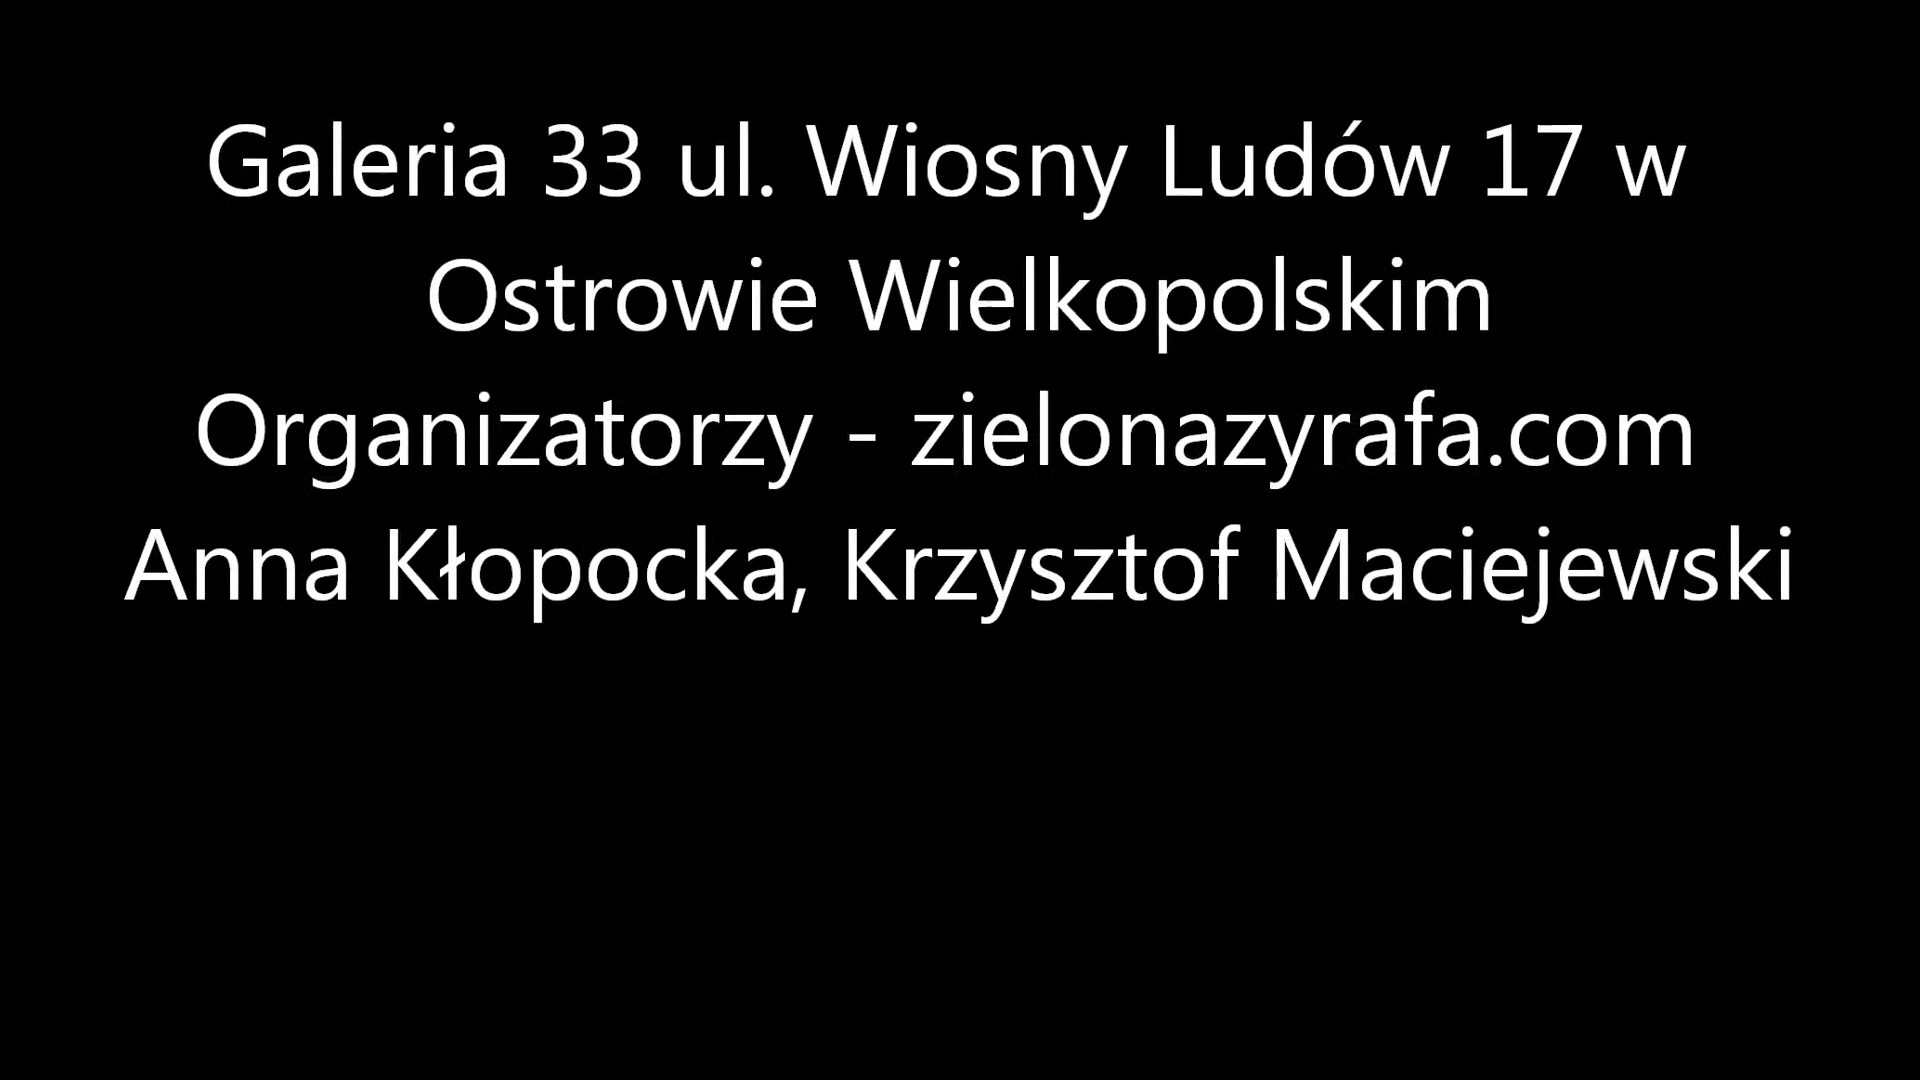 Galeria 33 ul. Wiosny Ludów 17 w
Ostrowie Wielkopolskim
Organizatorzy - zielonazyrafa.com
Anna Kłopocka, Krzysztof Maciejewski